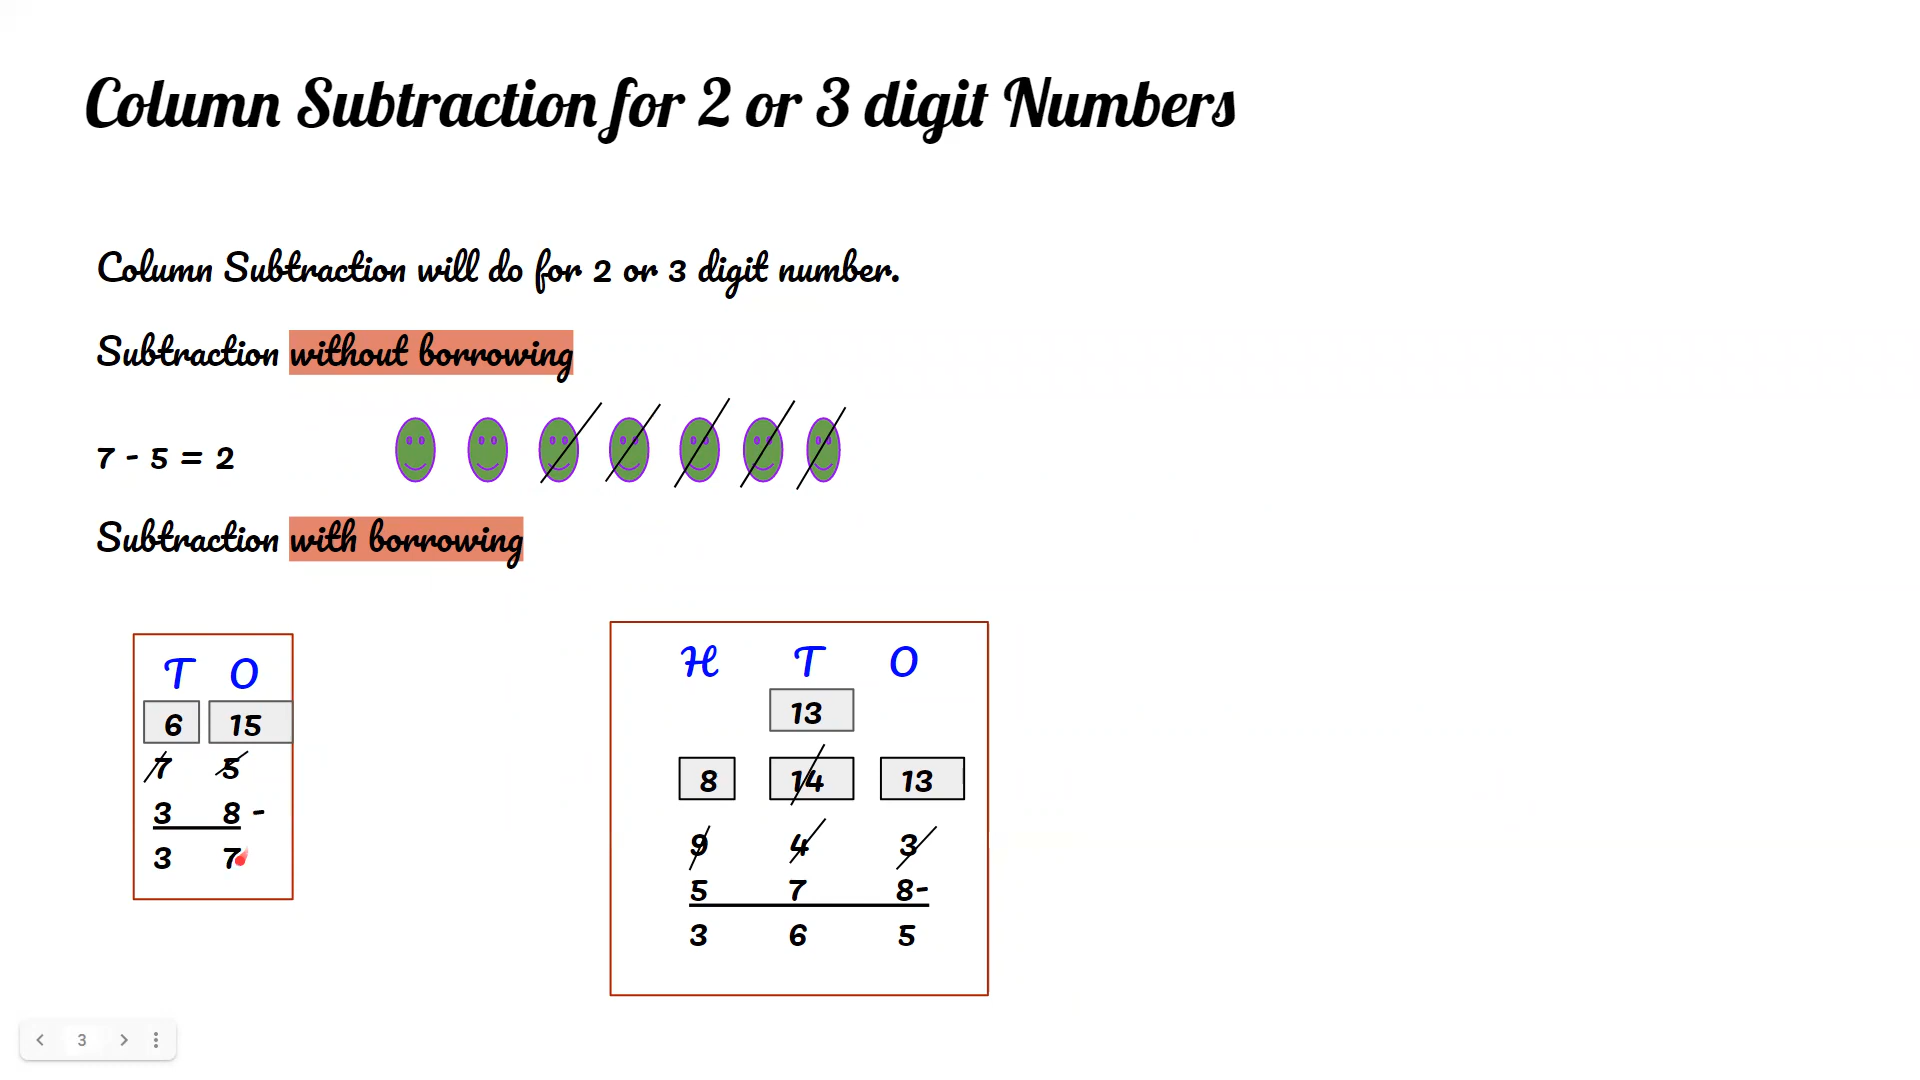 Column Subtraction for 2 or 3 digit Numbers
Column Subtraction will do for 2 or 3 digit number.
Subtraction without borrowing
7 - 5 = 2
Subtraction with borrowing
T O
6 15
7 5
3 8 -
3 7
H T O
13
8 14 13
9 4 3
5 7 8-
3 6 5
3